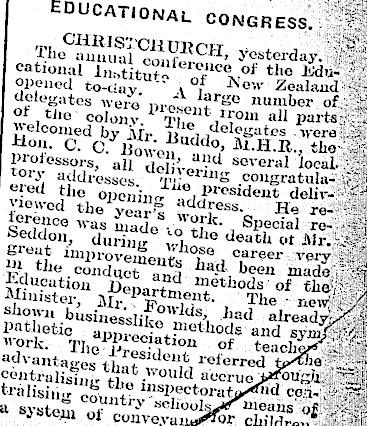 EDUCATIONAL CONGRESS.
CHRISTCHURCH, yesterday.
The annual conference of the Edu-
cational Institute of New Zealand
opened to-day. A large number of
delegates were present from all parts
of the colony. The delegates were
welcomed by Mr. Buddo, M.H.R., the
Hon. C. C. Bowen, and several local
professors, all delivering congratula-
tory addresses. The president deliv-
ered the opening address. He re-
viewed the year's work. Special re-
ference was made to the death of Mr.
Seddon, during whose career very
great improvements had been made
in the conduct and methods of the
Education Department. The new
Minister, Mr. Fowlds, had already
shown businesslike methods and sym-
pathetic appreciation of teachers'
work. The President referred to the
advantages that would accrue through
centralising the inspectorate and cen-
tralising country schools by means of
a system of conveyance for children